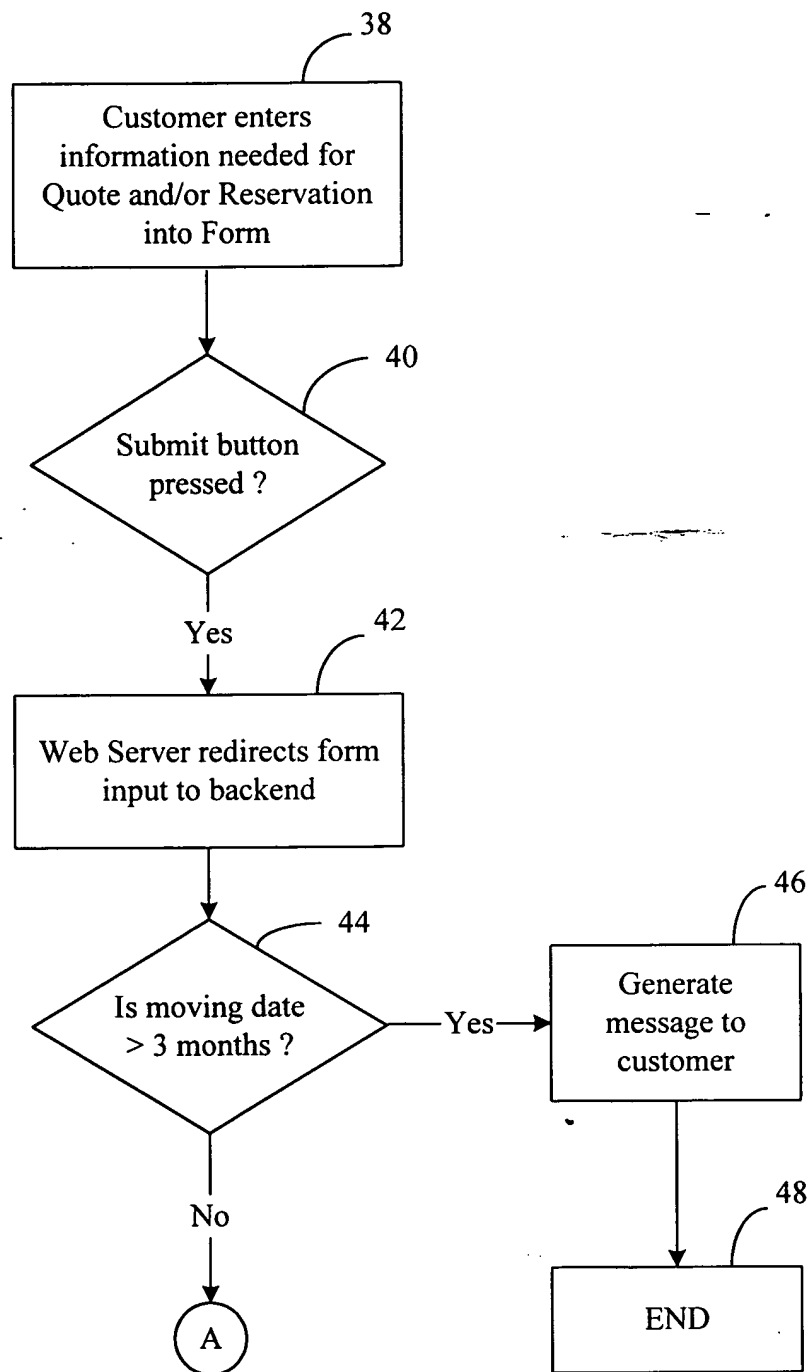 38
Customer enters
information needed for
Quote and/or Reservation
into Form
40
Submit button
pressed ?
Yes
42
Web Server redirects form
input to backend
44
Is moving date
> 3 months ?
Yes
46
Generate
message to
customer
No
48
A
END